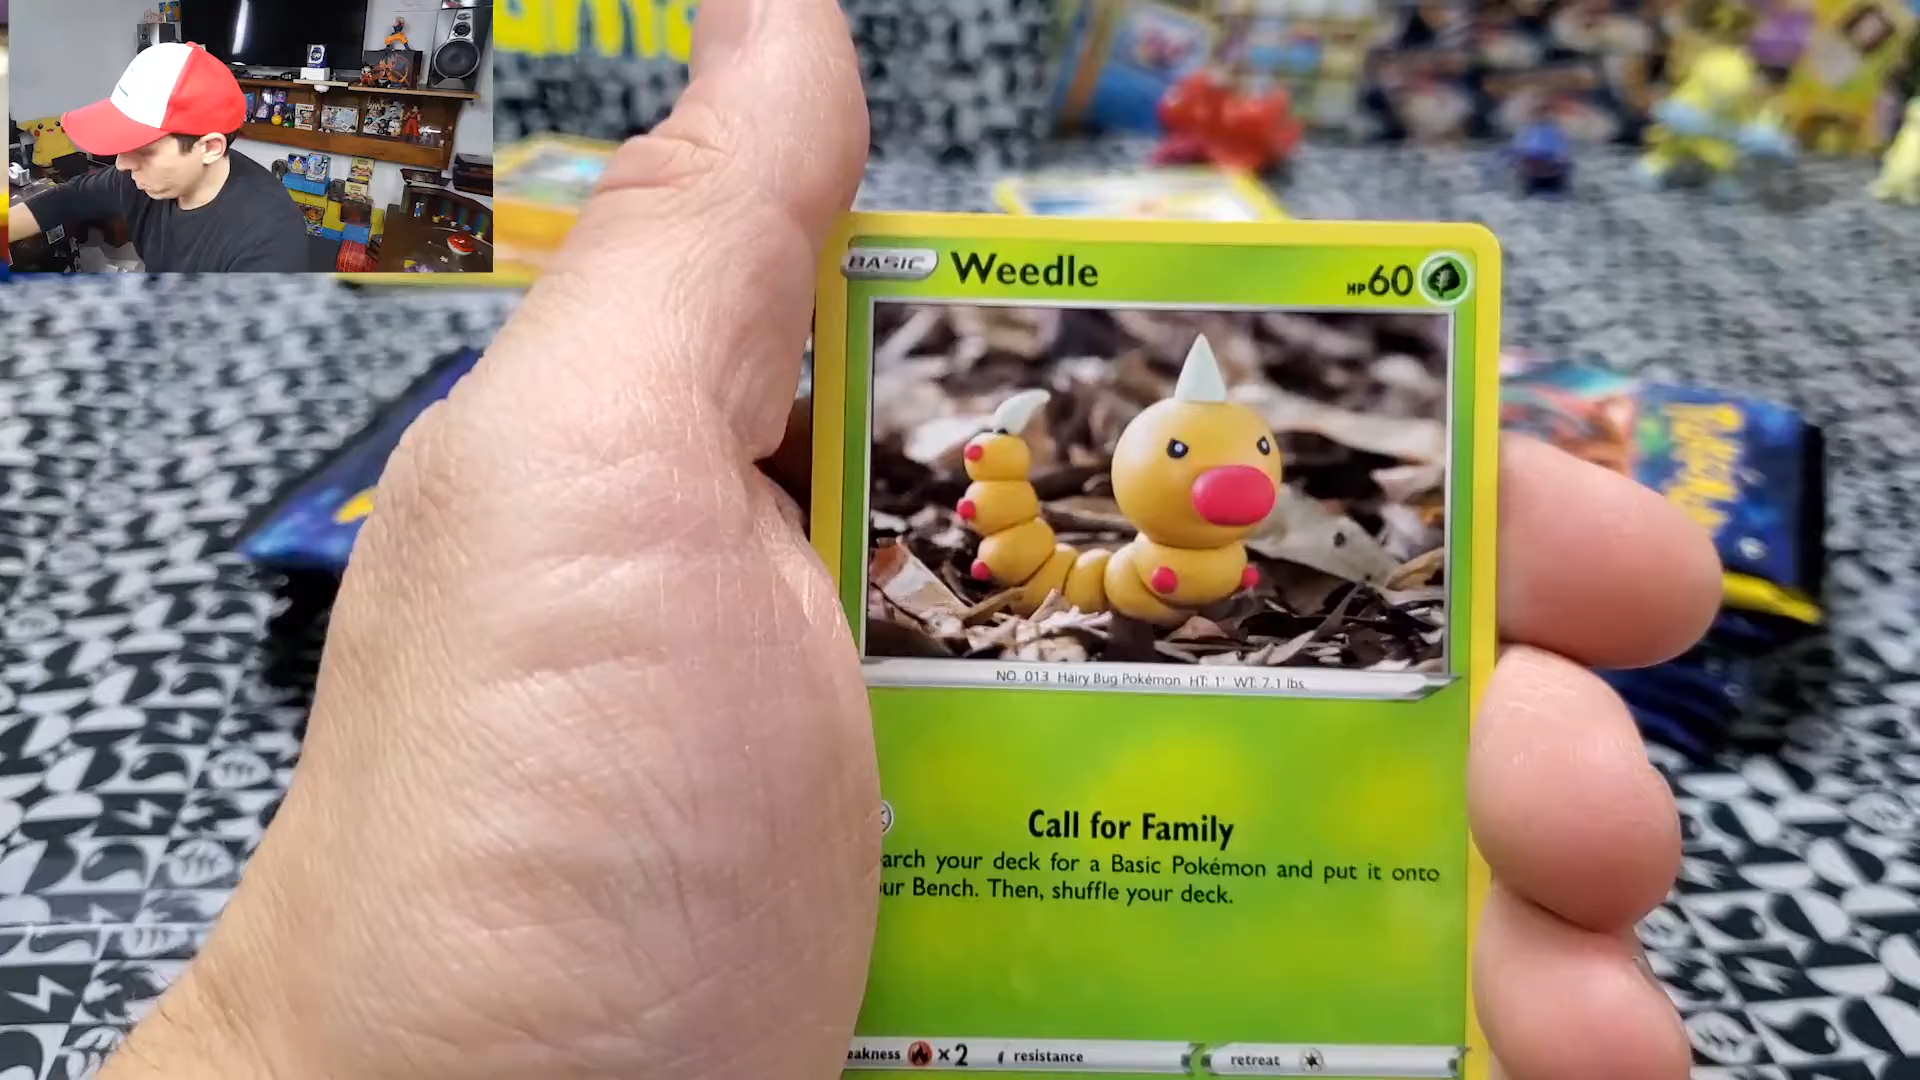 BASIC Weedle HP60
NO. 013 Hairy Bug Pokémon HT: 1' WT: 7.1 lbs.
Call for Family
arch your deck for a Basic Pokémon and put it onto
ur Bench. Then, shuffle your deck.
eakness ×2 resistance retreat